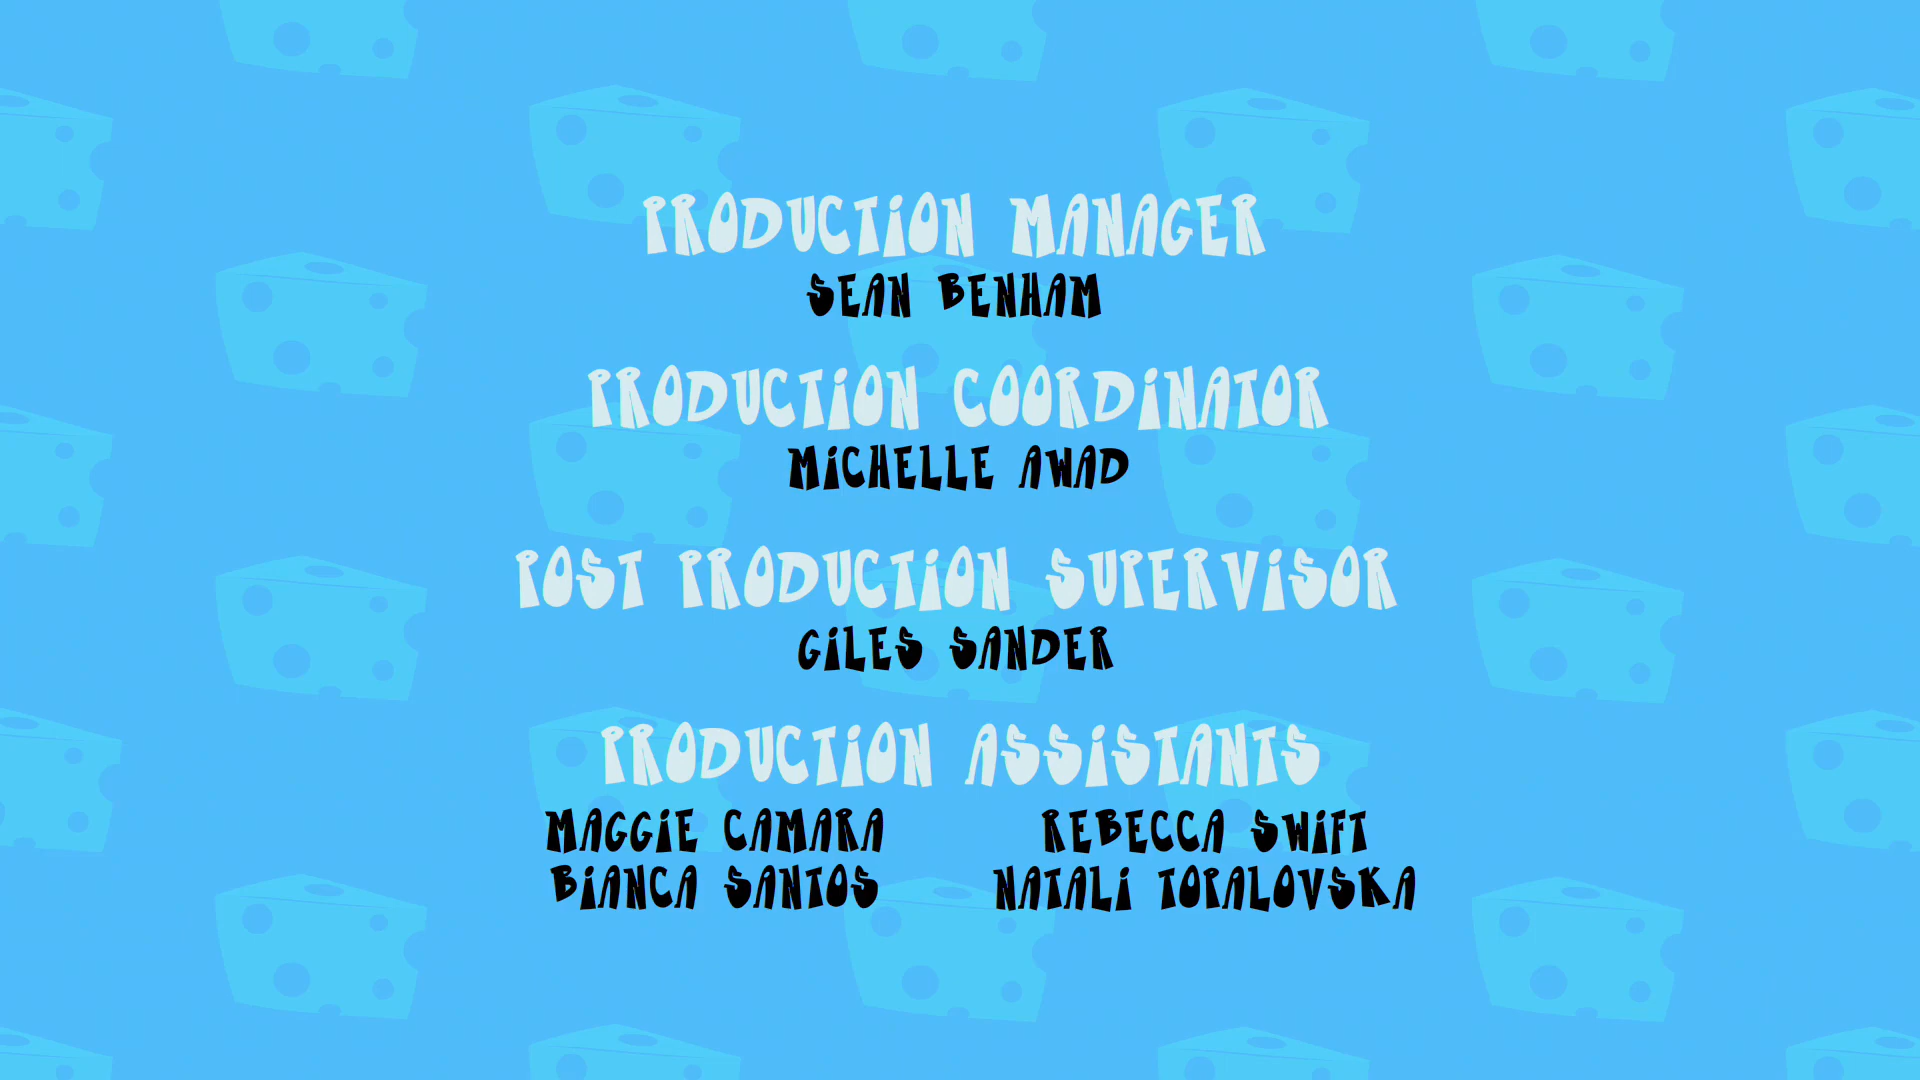 PRODUCTION MANAGER
SEAN BENHAM
PRODUCTION COORDINATOR
MICHELLE AWAD
POST PRODUCTION SUPERVISOR
GILES SANDER
PRODUCTION ASSISTANTS
MAGGIE CAMARA REBECCA SWIFT
BIANCA SANTOS NATALI TOPALOVSKA